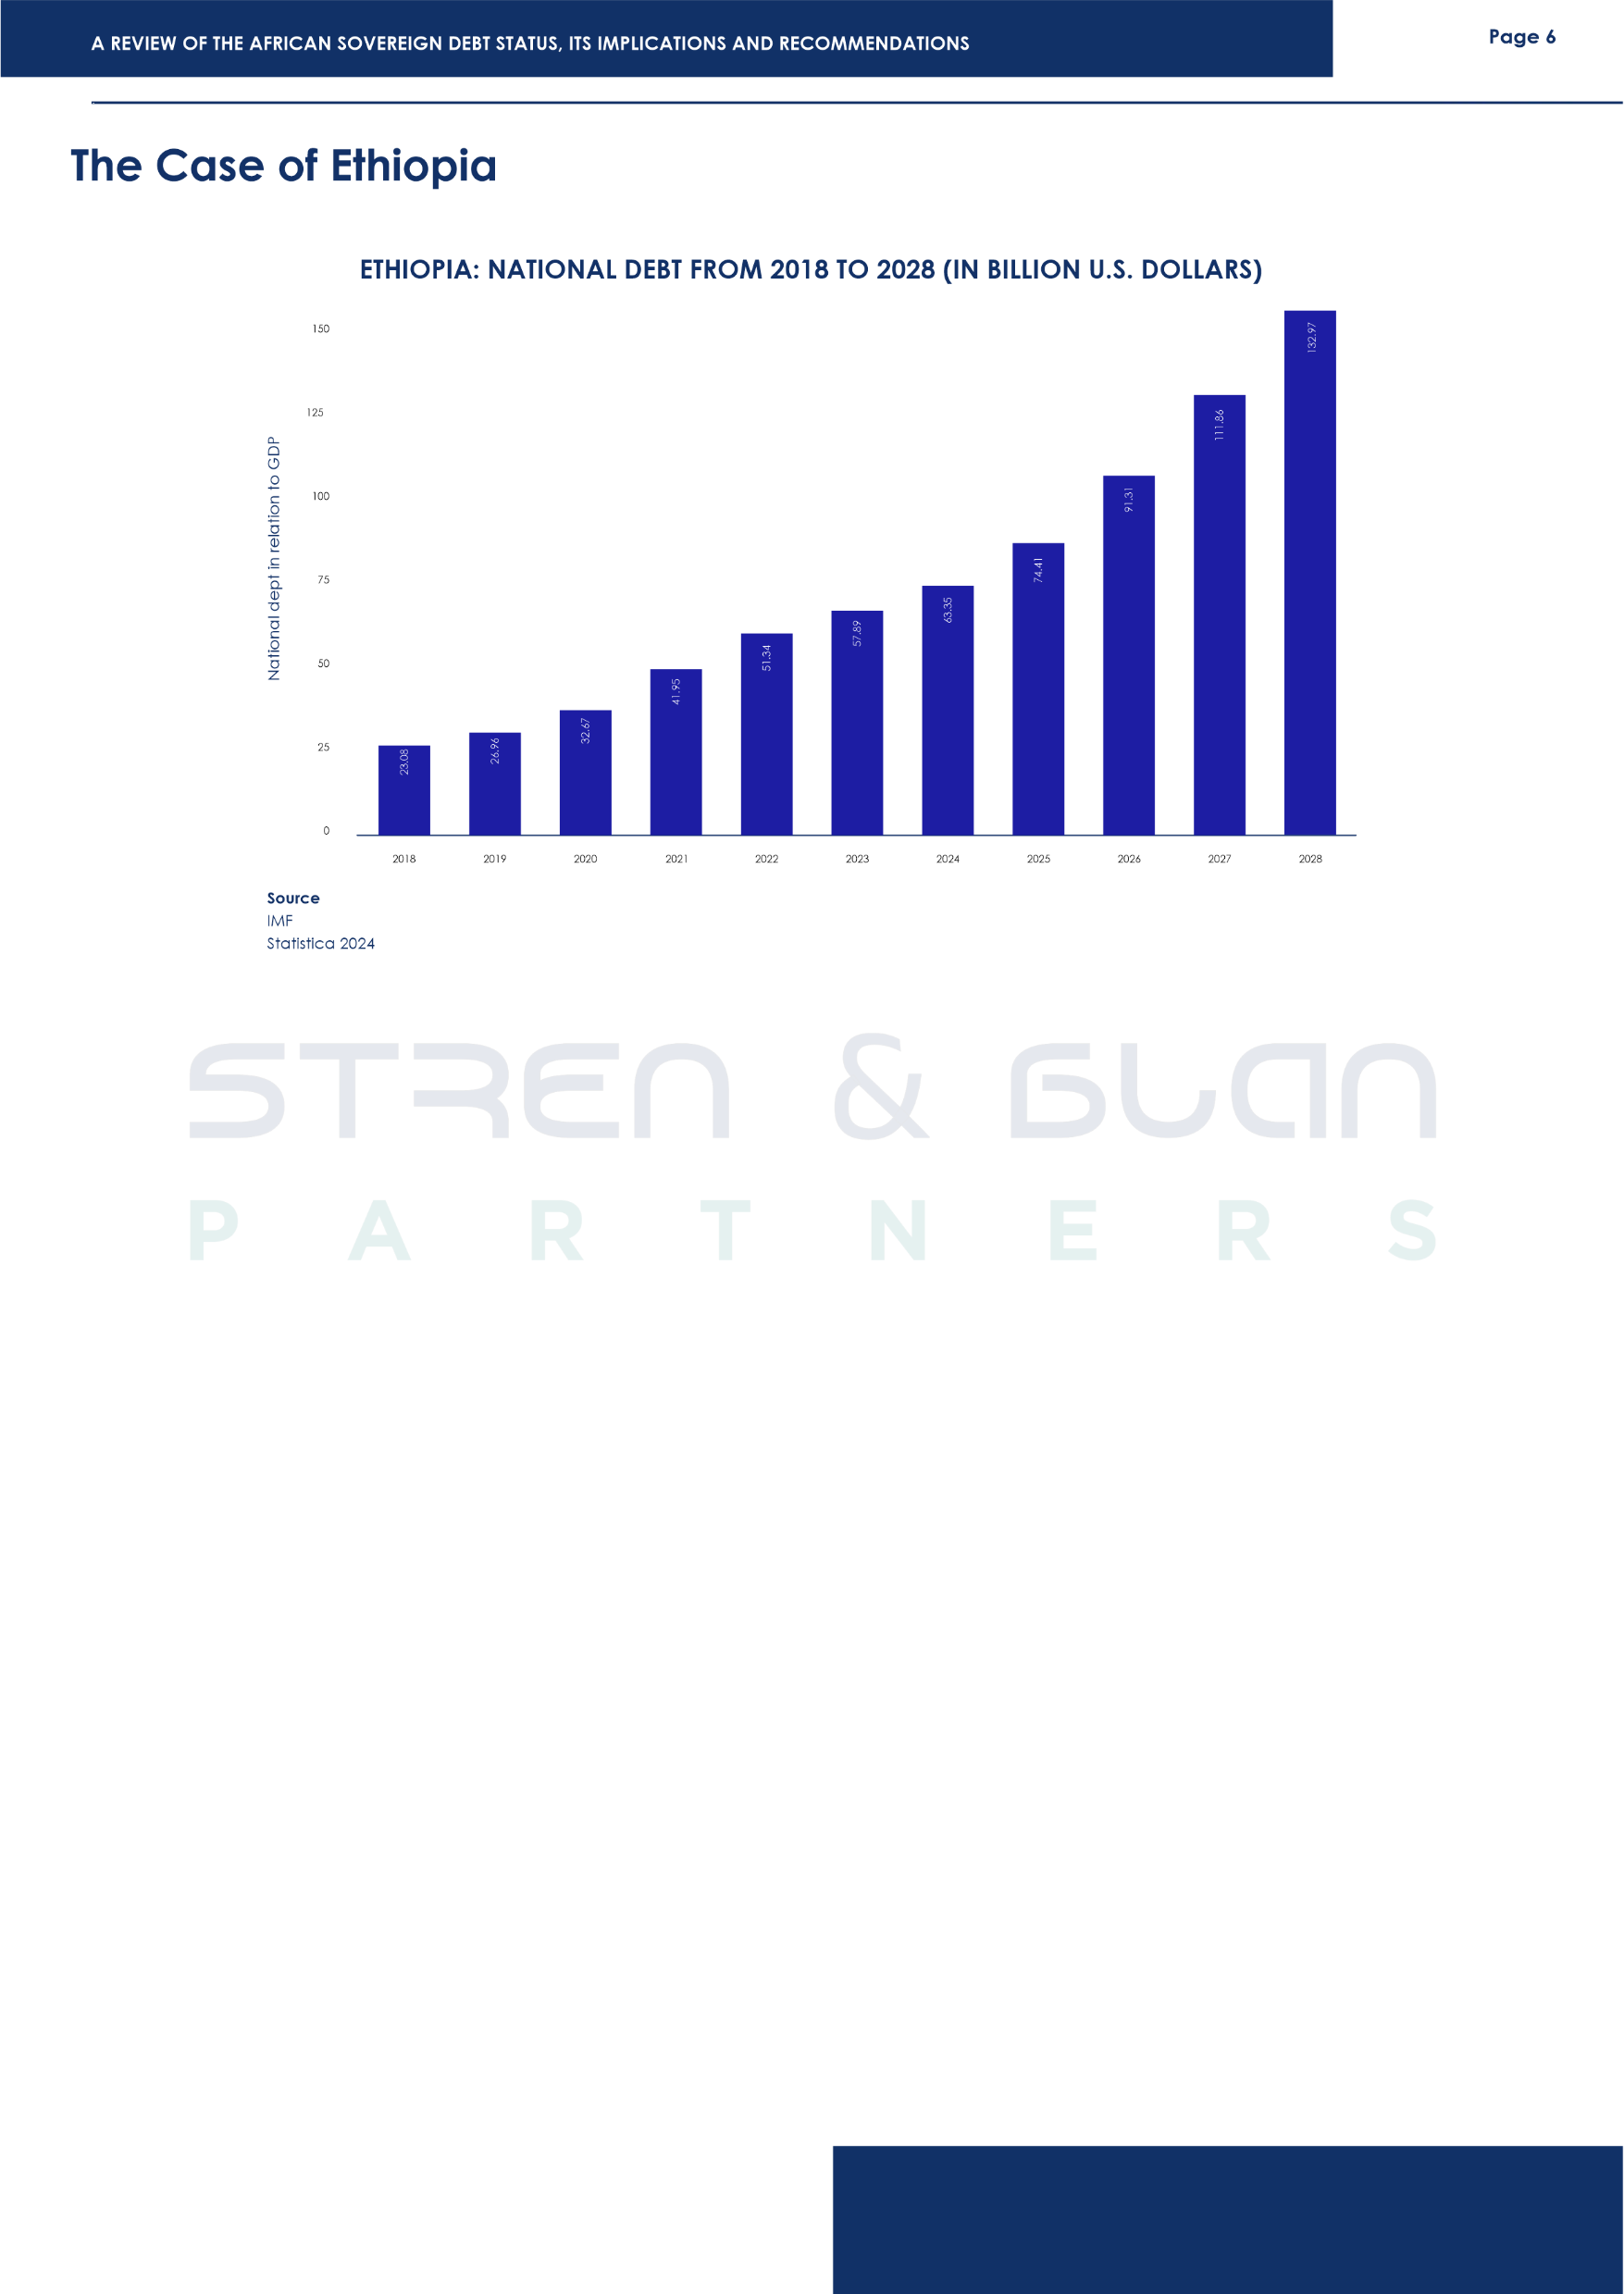 A REVIEW OF THE AFRICAN SOVEREIGN DEBT STATUS, ITS IMPLICATIONS AND RECOMMENDATIONS
Page 6
The Case of Ethiopia
ETHIOPIA: NATIONAL DEBT FROM 2018 TO 2028 (IN BILLION U.S. DOLLARS)
National dept in relation to GDP
150
125
100
75
50
25
0
23.08
26.96
32.67
41.95
51.34
57.89
63.35
74.41
91.31
111.86
132.97
2018 2019 2020 2021 2022 2023 2024 2025 2026 2027 2028
Source
IMF
Statistica 2024
STREN & BLAN
PARTNERS